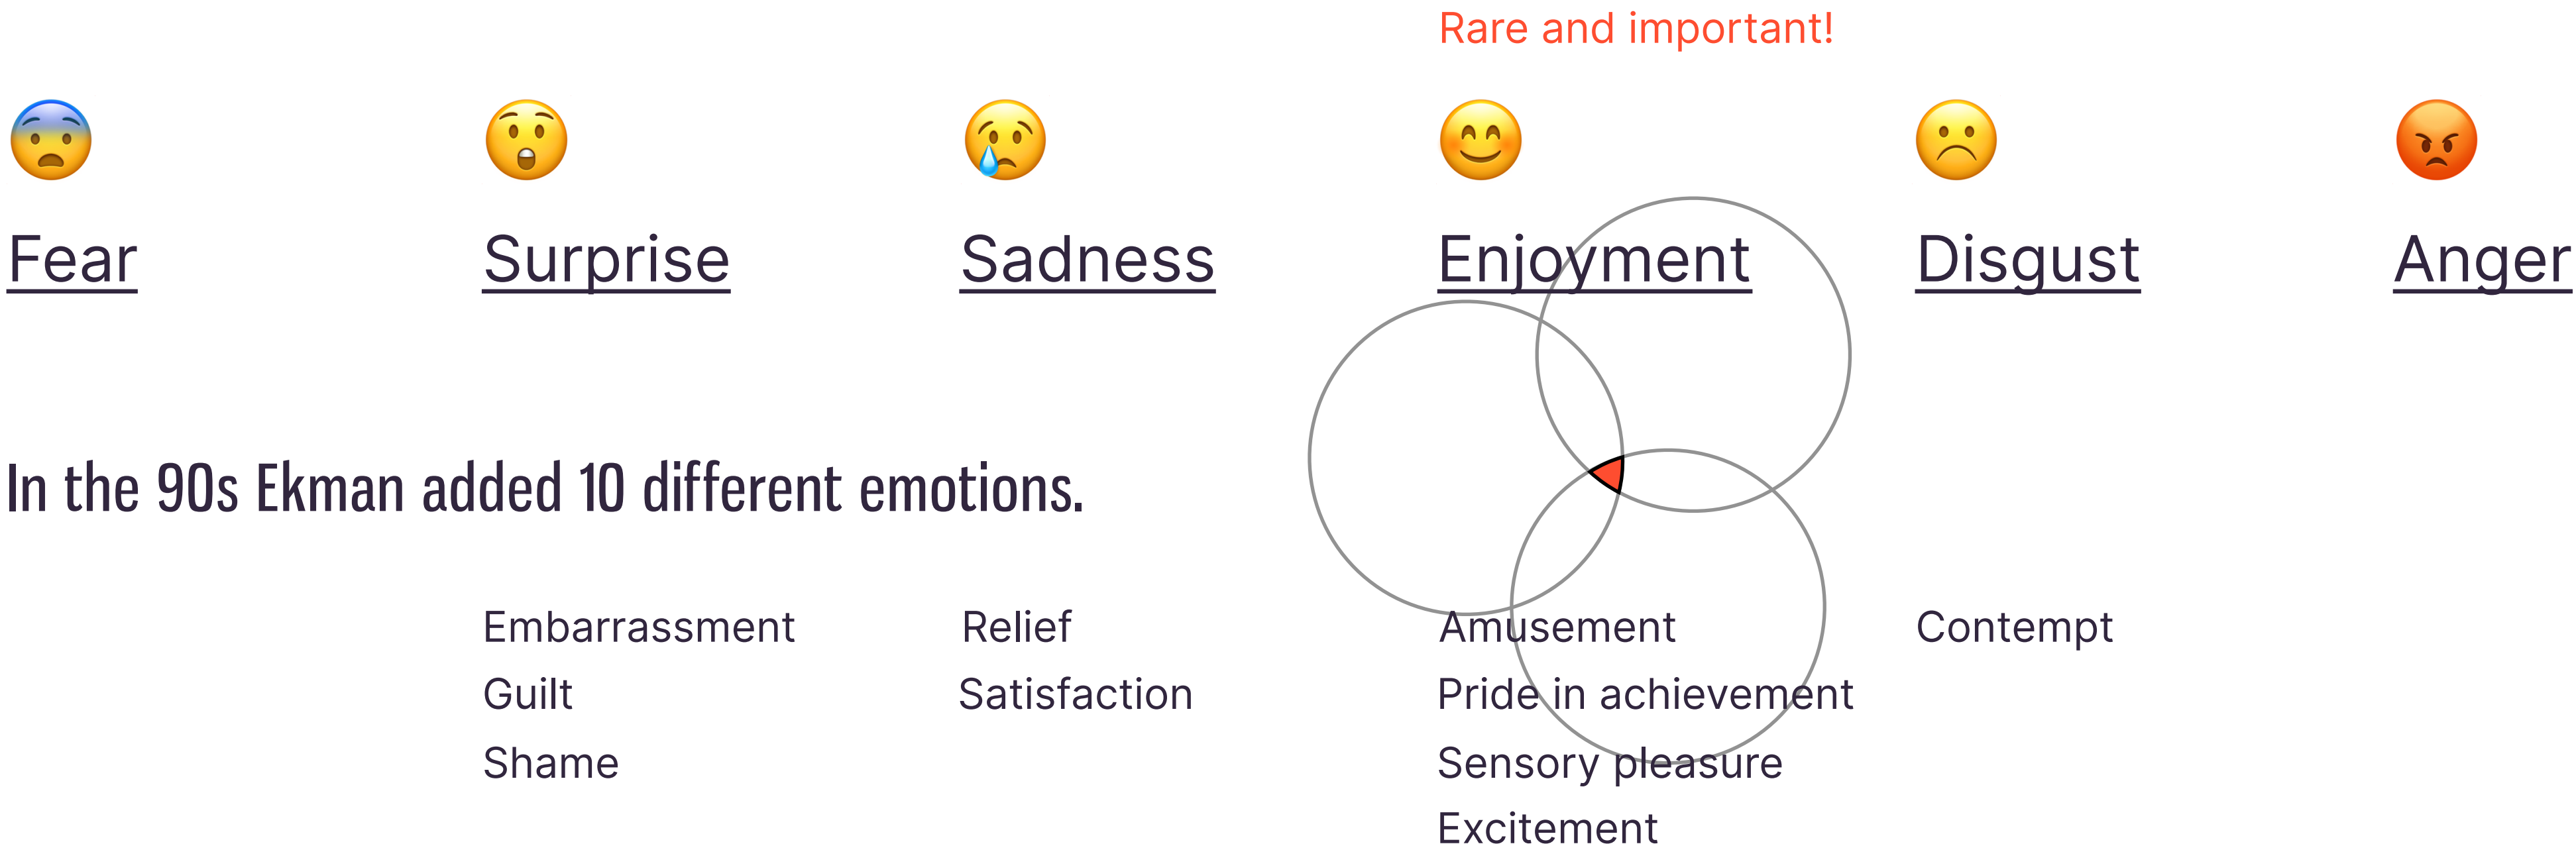 Rare and important!
Fear Surprise Sadness Enjoyment Disgust Anger
In the 90s Ekman added 10 different emotions.
Embarrassment Relief Amusement Contempt
Guilt Satisfaction Pride in achievement
Shame Sensory pleasure
Excitement